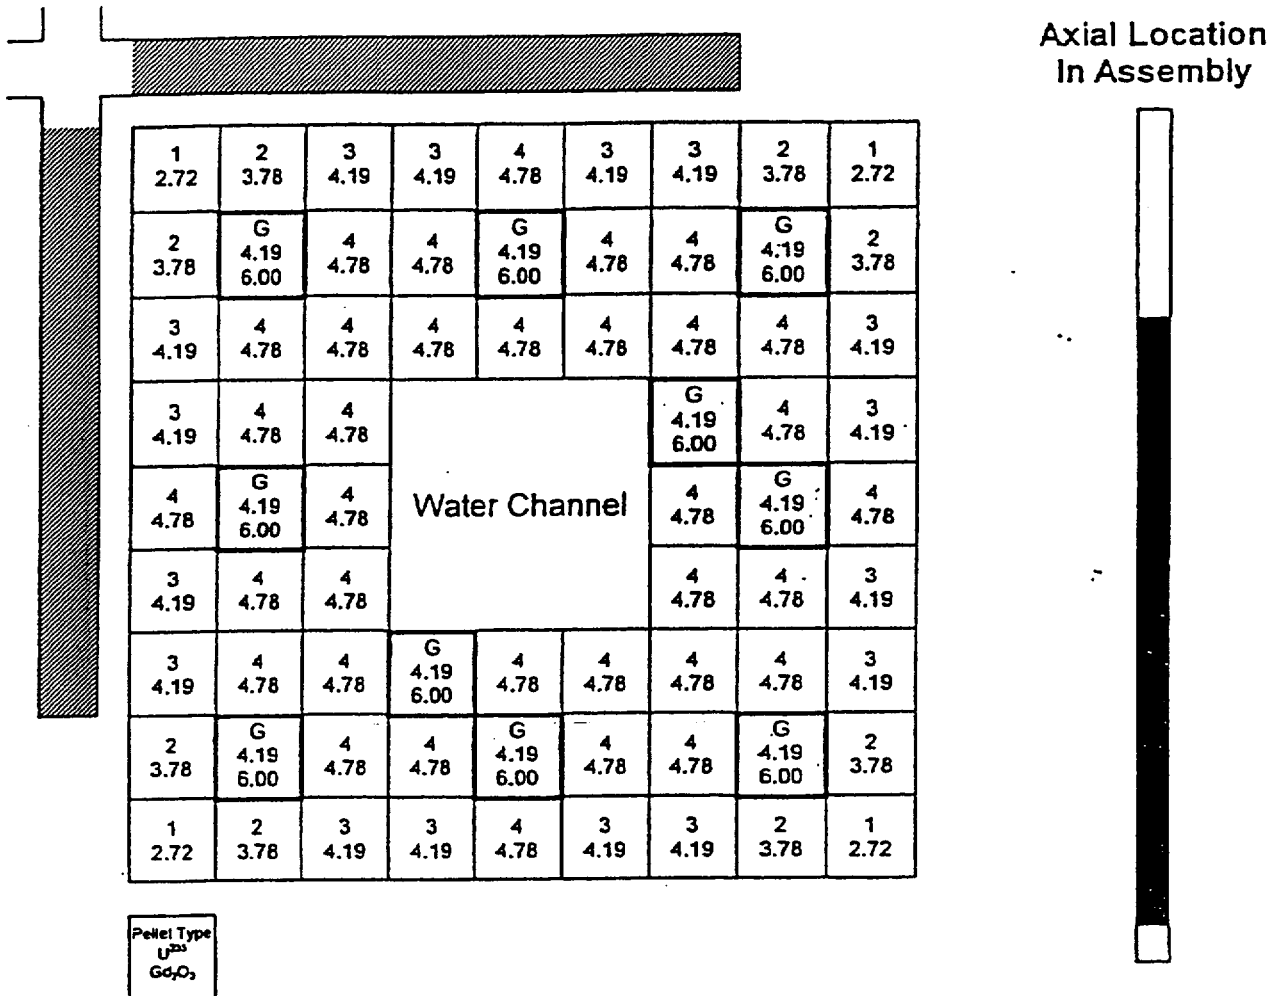 Axial Location
In Assembly
1 2 3 3 4 3 3 2 1
2.72 3.78 4.19 4.19 4.78 4.19 4.19 3.78 2.72
2 G 4 4 G 4 4 G 2
3.78 4.19 4.78 4.78 4.19 4.78 4.78 4.19 3.78
6.00 6.00 6.00
3 4 4 4 4 4 4 4 3
4.19 4.78 4.78 4.78 4.78 4.78 4.78 4.78 4.19
3 4 4 G 4 3
4.19 4.78 4.78 4.19 4.78 4.19
6.00
4 G 4 Water Channel 4 G 4
4.78 4.19 4.78 4.78 4.19 4.78
6.00 6.00
3 4 4 4 4 3
4.19 4.78 4.78 4.78 4.78 4.19
3 4 4 G 4 4 4 4 3
4.19 4.78 4.78 4.19 4.78 4.78 4.78 4.78 4.19
6.00
2 G 4 4 G 4 4 G 2
3.78 4.19 4.78 4.78 4.19 4.78 4.78 4.19 3.78
6.00 6.00 6.00
1 2 3 3 4 3 3 2 1
2.72 3.78 4.19 4.19 4.78 4.19 4.19 3.78 2.72
Pellet Type
U²³⁵
Gd₂O₃